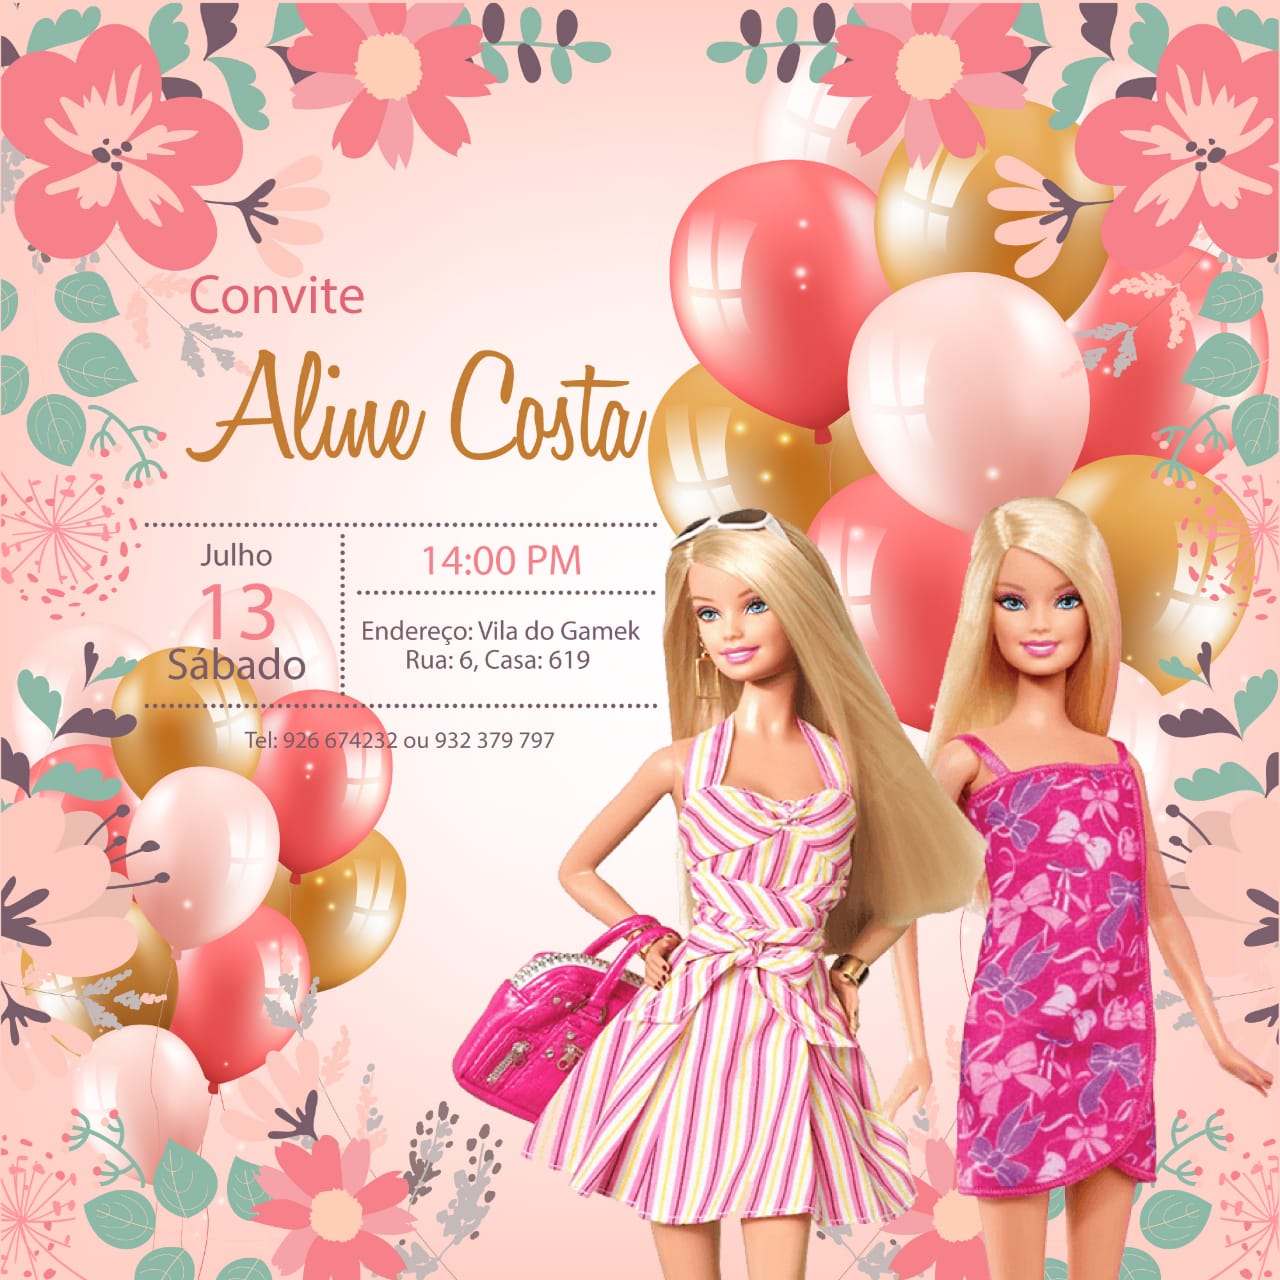 Convite
Aline Costa
Julho
13
Sábado
14:00 PM
Endereço: Vila do Gamek
Rua: 6, Casa: 619
Tel: 926 674232 ou 932 379 797